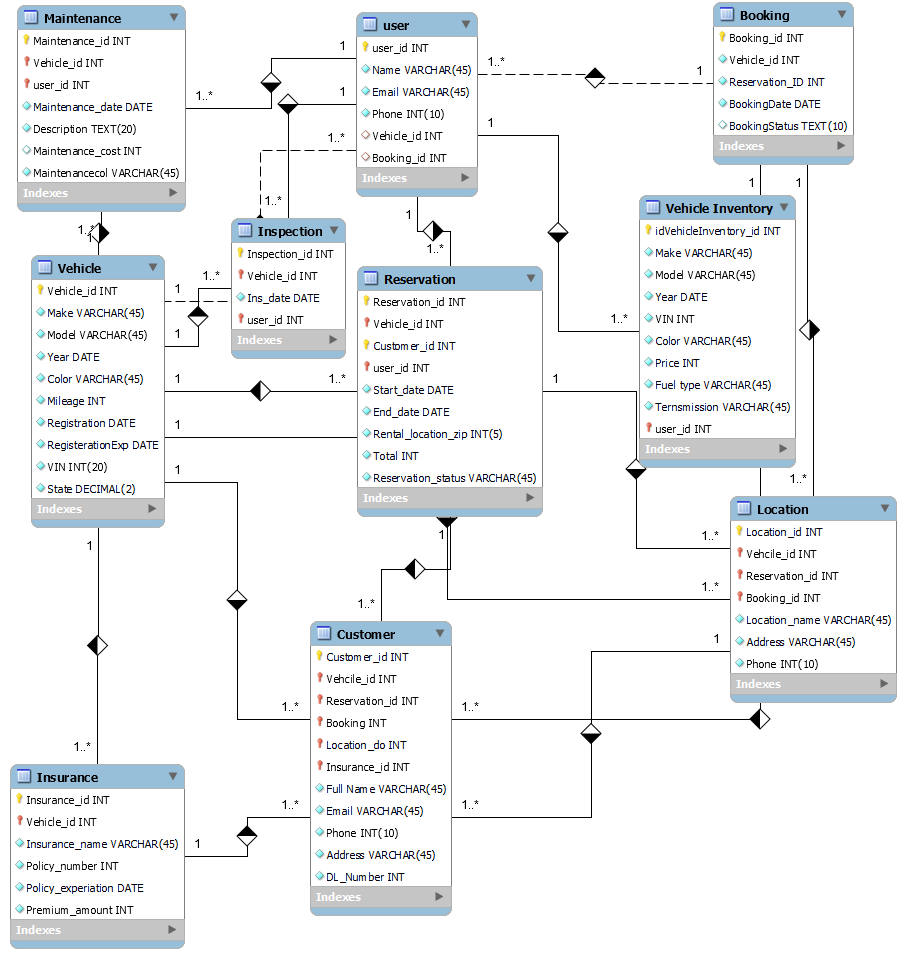 Maintenance
Maintenance_id INT
Vehicle_id INT
user_id INT
Maintenance_date DATE
Description TEXT(20)
Maintenance_cost INT
Maintenancecol VARCHAR(45)
Indexes
user
user_id INT
Name VARCHAR(45)
Email VARCHAR(45)
Phone INT(10)
Vehicle_id INT
Booking_id INT
Indexes
Booking
Booking_id INT
Vehicle_id INT
Reservation_ID INT
BookingDate DATE
BookingStatus TEXT(10)
Indexes
1
1..*
1
1..*
1..*
1
1..*
1
1
1..*
1
1
1..*
1
1..*
Inspection
Inspection_id INT
Vehicle_id INT
Ins_date DATE
user_id INT
Indexes
Vehicle Inventory
idVehicleInventory_id INT
Make VARCHAR(45)
Model VARCHAR(45)
Year DATE
VIN INT
Color VARCHAR(45)
Price INT
Fuel type VARCHAR(45)
Ternsmission VARCHAR(45)
user_id INT
Indexes
Vehicle
Vehicle_id INT
Make VARCHAR(45)
Model VARCHAR(45)
Year DATE
Color VARCHAR(45)
Mileage INT
Registration DATE
RegisterationExp DATE
VIN INT(20)
State DECIMAL(2)
Indexes
Reservation
Reservation_id INT
Vehicle_id INT
Customer_id INT
user_id INT
Start_date DATE
End_date DATE
Rental_location_zip INT(5)
Total INT
Reservation_status VARCHAR(45)
Indexes
1
1..*
1
1
1..*
1
1
1
1..*
1..*
1
1..*
1..*
1
1..*
Location
Location_id INT
Vehcile_id INT
Reservation_id INT
Booking_id INT
Location_name VARCHAR(45)
Address VARCHAR(45)
Phone INT(10)
Indexes
Customer
Customer_id INT
Vehcile_id INT
Reservation_id INT
Booking INT
Location_do INT
Insurance_id INT
Full Name VARCHAR(45)
Email VARCHAR(45)
Phone INT(10)
Address VARCHAR(45)
DL_Number INT
Indexes
1
1..*
1..*
1..*
1..*
1..*
1
Insurance
Insurance_id INT
Vehicle_id INT
Insurance_name VARCHAR(45)
Policy_number INT
Policy_experiation DATE
Premium_amount INT
Indexes